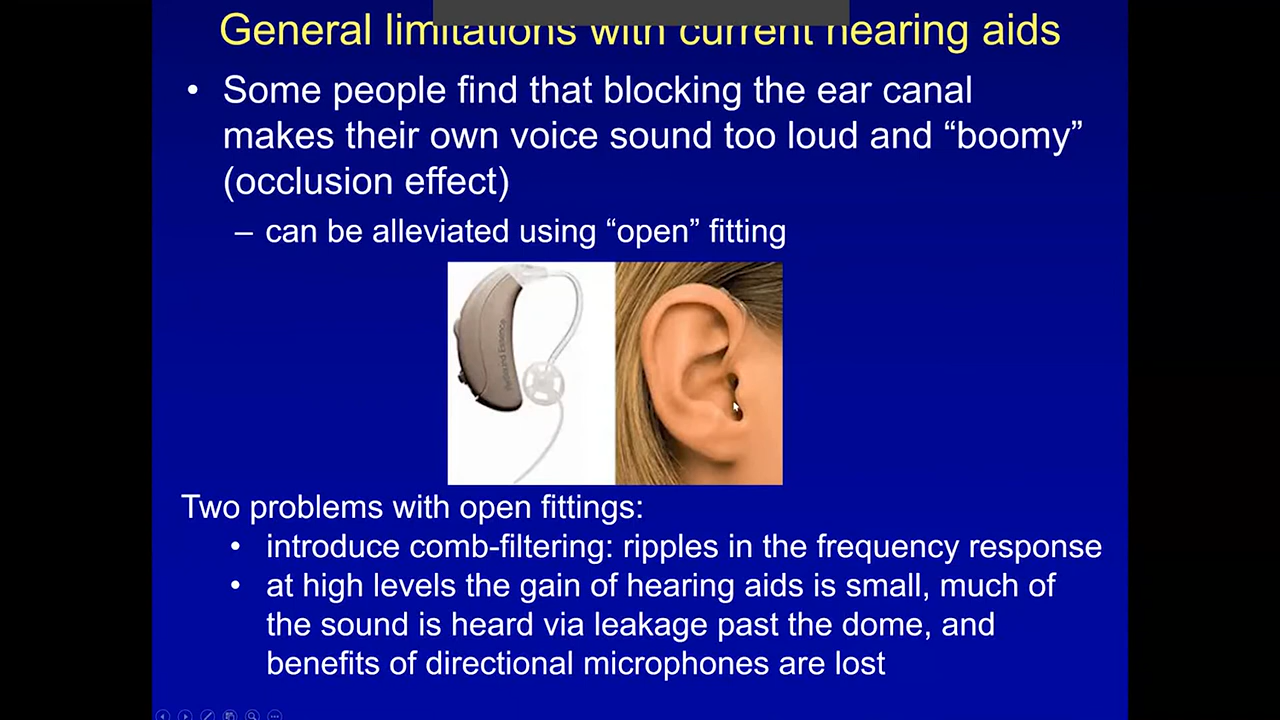 General limitations with current hearing aids
• Some people find that blocking the ear canal
makes their own voice sound too loud and “boomy”
(occlusion effect)
– can be alleviated using “open” fitting
Two problems with open fittings:
• introduce comb-filtering: ripples in the frequency response
• at high levels the gain of hearing aids is small, much of
the sound is heard via leakage past the dome, and
benefits of directional microphones are lost